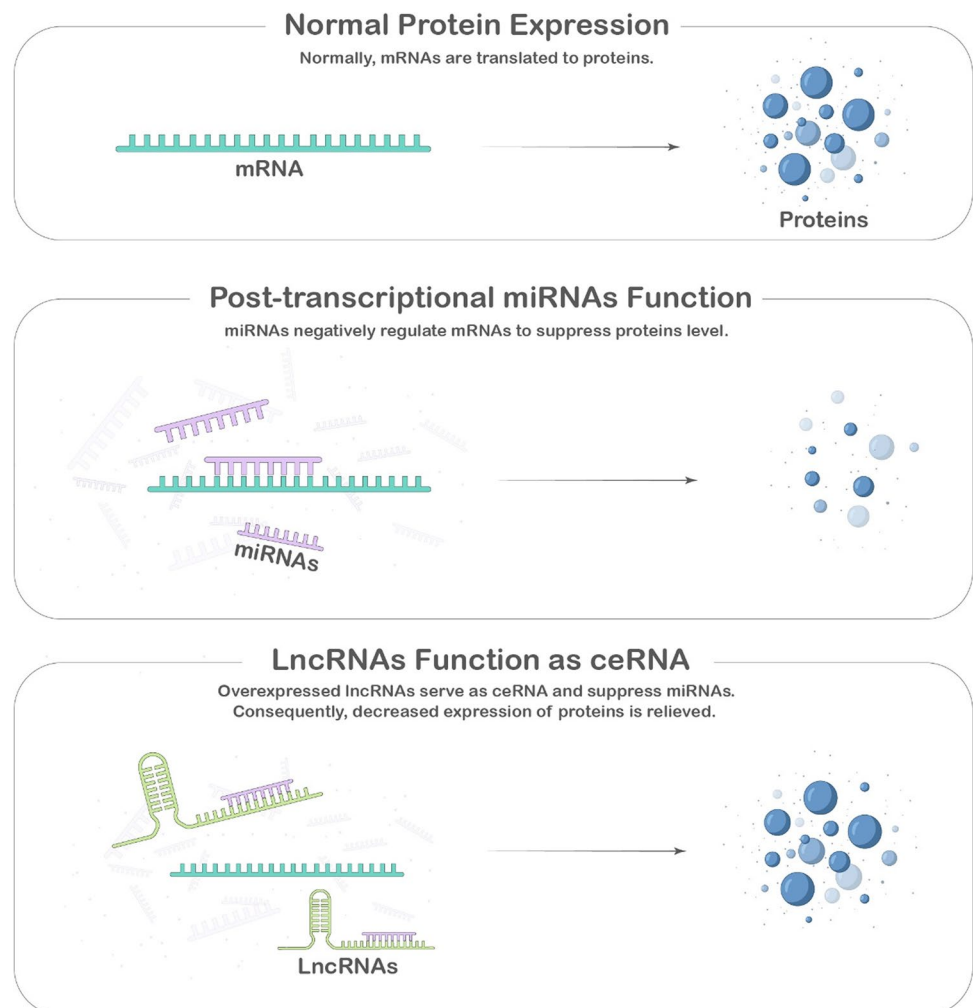 Normal Protein Expression
Normally, mRNAs are translated to proteins.
mRNA
Proteins
Post-transcriptional miRNAs Function
miRNAs negatively regulate mRNAs to suppress proteins level.
miRNAs
LncRNAs Function as ceRNA
Overexpressed lncRNAs serve as ceRNA and suppress miRNAs.
Consequently, decreased expression of proteins is relieved.
LncRNAs